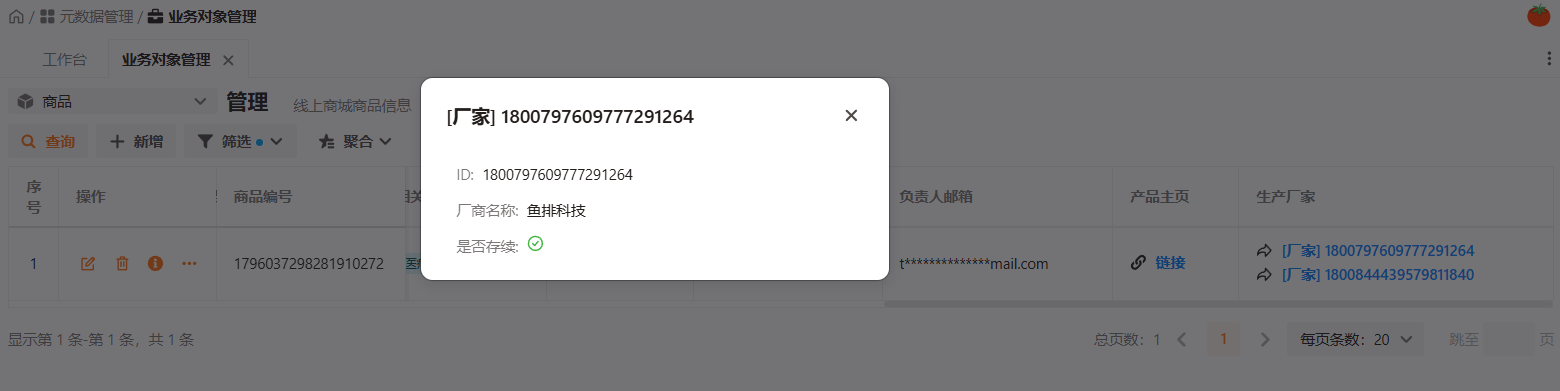 / 元数据管理 / 业务对象管理
工作台 业务对象管理
商品 管理 线上商城商品信息
查询 新增 筛选 聚合
[厂家] 1800797609777291264
ID: 1800797609777291264
厂商名称: 鱼排科技
是否存续:
序号 操作 商品编号 负责人邮箱 产品主页 生产厂家
1 1796037298281910272 t**************mail.com 链接 [厂家] 1800797609777291264
[厂家] 1800844439579811840
显示第 1 条-第 1 条，共 1 条 总页数: 1 1 每页条数: 20 跳至 页